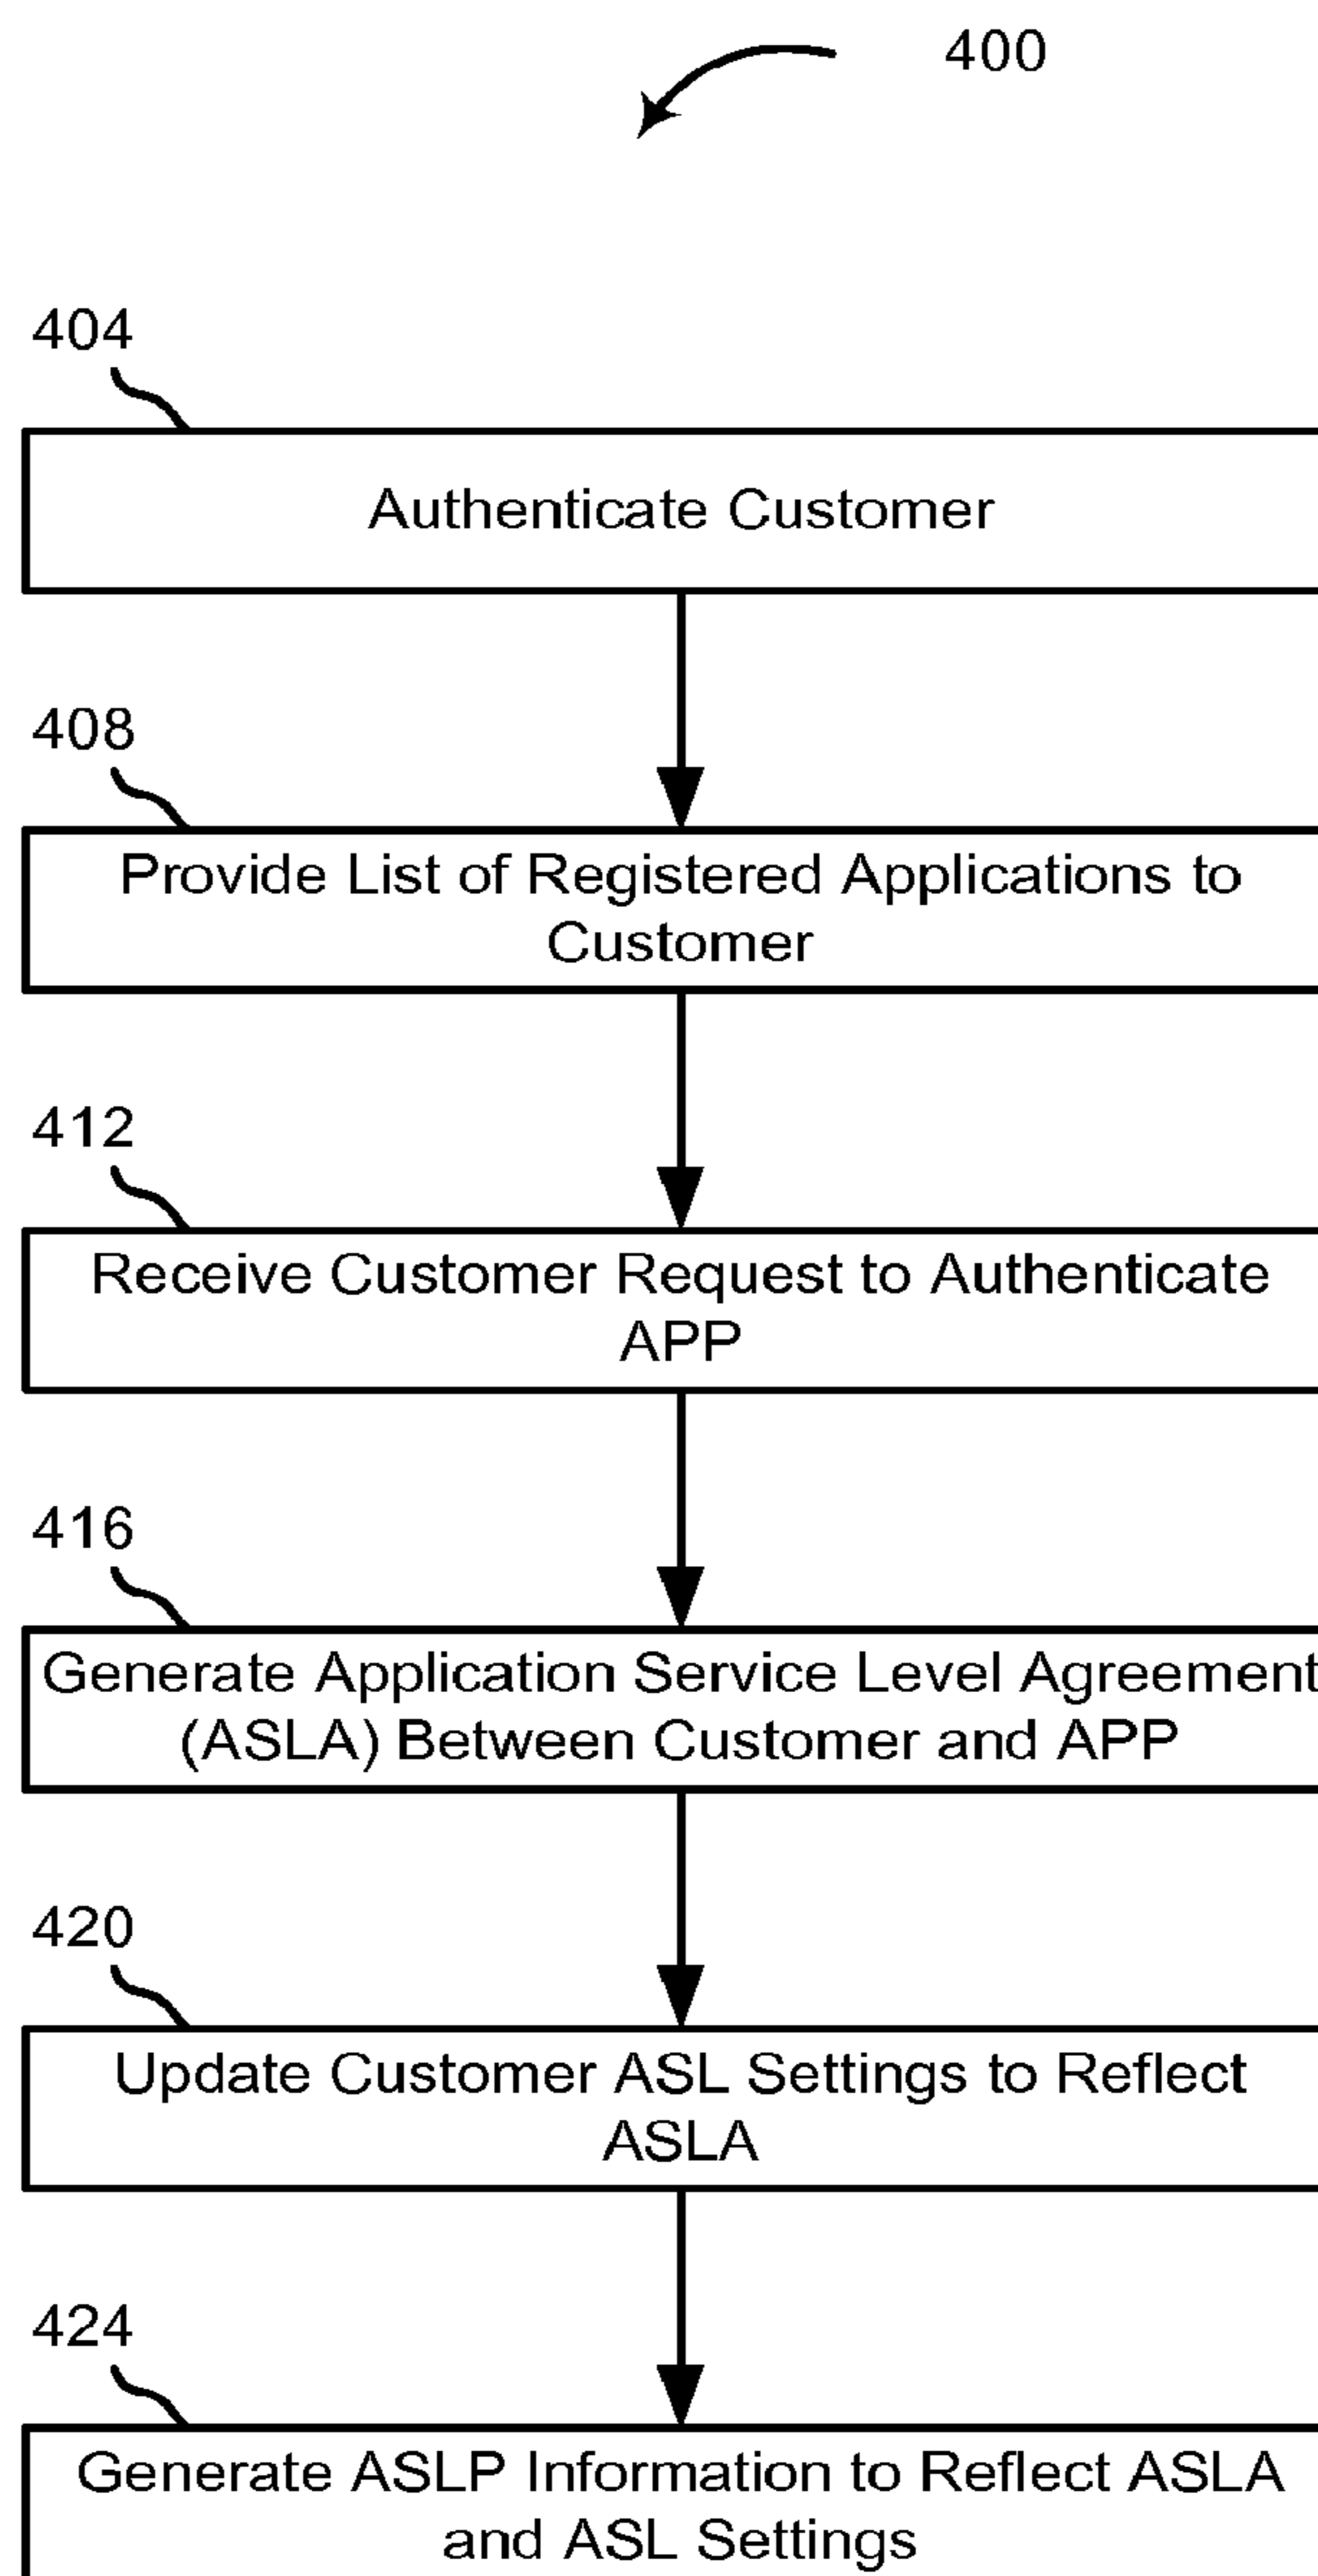 400
404
Authenticate Customer
408
Provide List of Registered Applications to
Customer
412
Receive Customer Request to Authenticate
APP
416
Generate Application Service Level Agreement
(ASLA) Between Customer and APP
420
Update Customer ASL Settings to Reflect
ASLA
424
Generate ASLP Information to Reflect ASLA
and ASL Settings